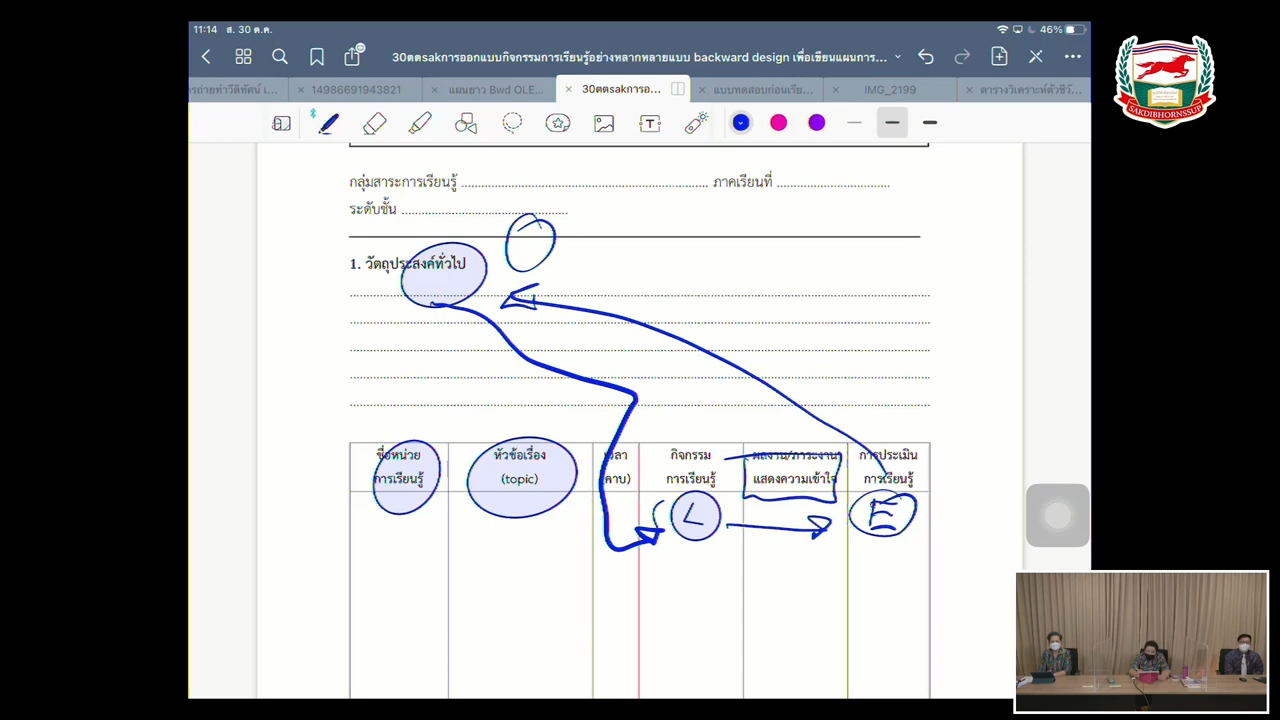 11:14 ส. 30 ต.ค.
46%
30ตตsakการออกแบบกิจกรรมการเรียนรู้อย่างหลากหลายแบบ backward design เพื่อเขียนแผนการ...
รถ่ายทำวีดิทัศน์ เ...
14986691943821
wd OLE...
30ตตsakการอ...
แบบทดสอบก่อนเรีย...
IMG_2199
ตารางวิเคราะห์ตัวชี้วั...
SAKDIBHORNSSUP
กลุ่มสาระการเรียนรู้ ภาคเรียนที่
ระดับชั้น
1. วัตถุประสงค์ทั่วไป
ชื่อหน่วย
การเรียนรู้
หัวข้อเรื่อง
(topic)
เวลา
(คาบ)
กิจกรรม
การเรียนรู้
ผลงาน/ภาระงาน
แสดงความเข้าใจ
การประเมิน
การเรียนรู้
L
E